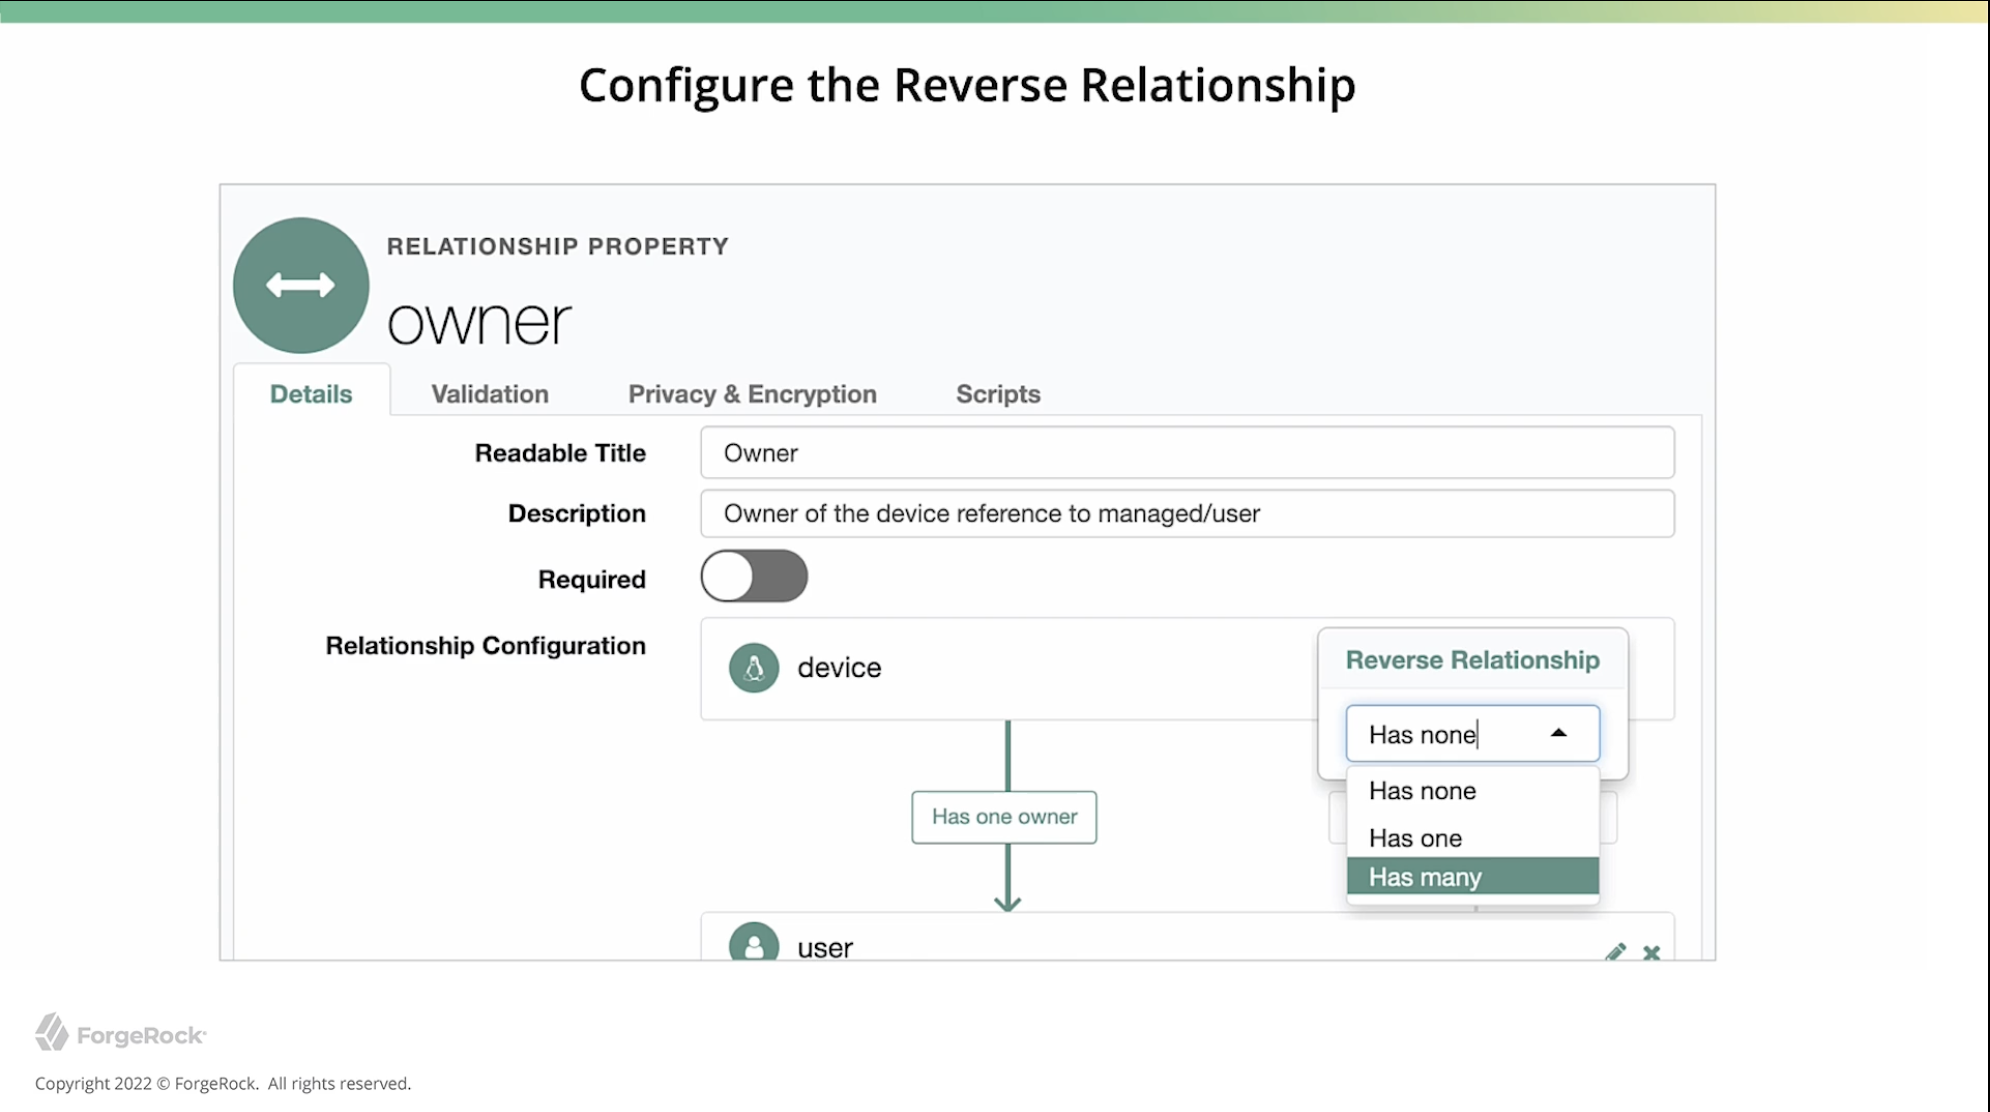 Configure the Reverse Relationship
RELATIONSHIP PROPERTY
owner
Details
Validation
Privacy & Encryption
Scripts
Readable Title
Owner
Description
Owner of the device reference to managed/user
Required
Relationship Configuration
device
Reverse Relationship
Has none
Has none
Has one
Has many
Has one owner
user
ForgeRock
Copyright 2022 © ForgeRock. All rights reserved.